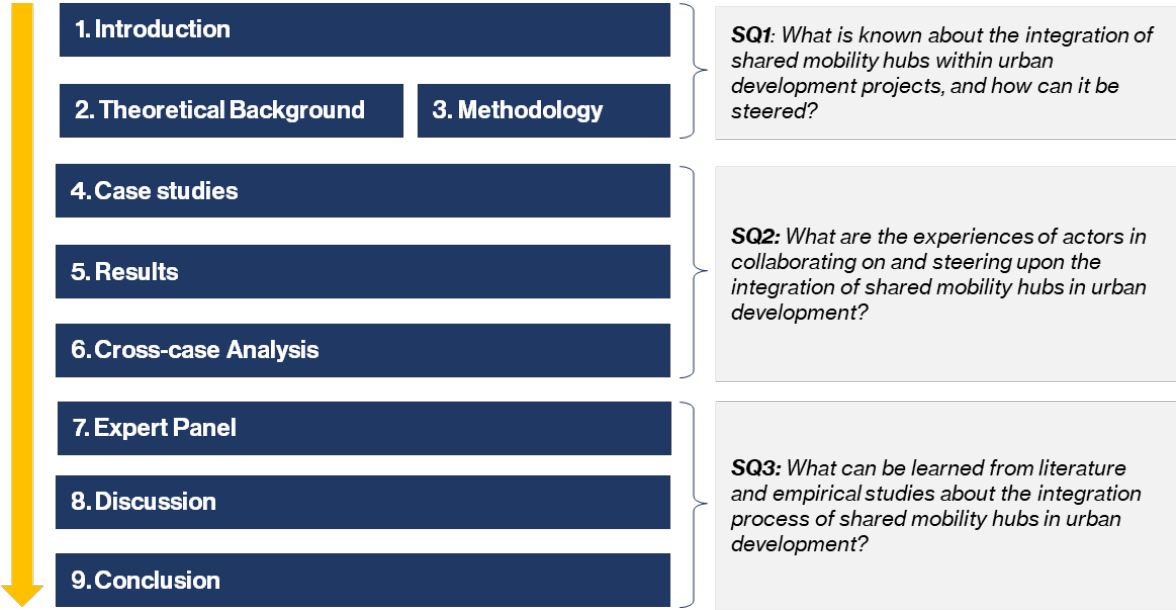 1. Introduction
2. Theoretical Background
3. Methodology
SQ1: What is known about the integration of
shared mobility hubs within urban
development projects, and how can it be
steered?
4. Case studies
5. Results
6. Cross-case Analysis
SQ2: What are the experiences of actors in
collaborating on and steering upon the
integration of shared mobility hubs in urban
development?
7. Expert Panel
8. Discussion
9. Conclusion
SQ3: What can be learned from literature
and empirical studies about the integration
process of shared mobility hubs in urban
development?